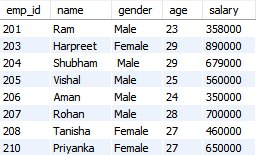 emp_id name gender age salary
201 Ram Male 23 358000
203 Harpreet Female 29 890000
204 Shubham Male 29 679000
205 Vishal Male 25 560000
206 Aman Male 24 350000
207 Rohan Male 28 700000
208 Tanisha Female 27 460000
210 Priyanka Female 27 650000